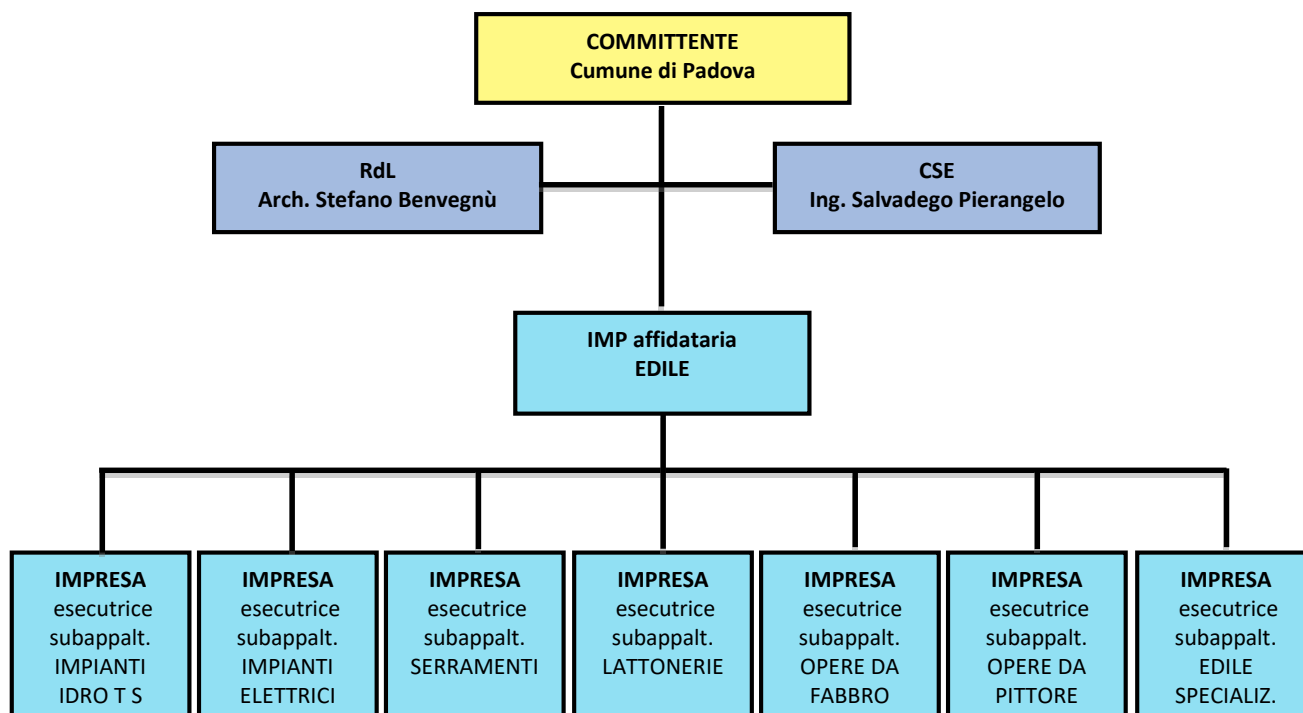 COMMITTENTE
Cumune di Padova
RdL
Arch. Stefano Benvegnù
CSE
Ing. Salvadego Pierangelo
IMP affidataria
EDILE
IMPRESA
esecutrice
subappalt.
IMPIANTI
IDRO T S
IMPRESA
esecutrice
subappalt.
IMPIANTI
ELETTRICI
IMPRESA
esecutrice
subappalt.
SERRAMENTI
IMPRESA
esecutrice
subappalt.
LATTONERIE
IMPRESA
esecutrice
subappalt.
OPERE DA
FABBRO
IMPRESA
esecutrice
subappalt.
OPERE DA
PITTORE
IMPRESA
esecutrice
subappalt.
EDILE
SPECIALIZ.